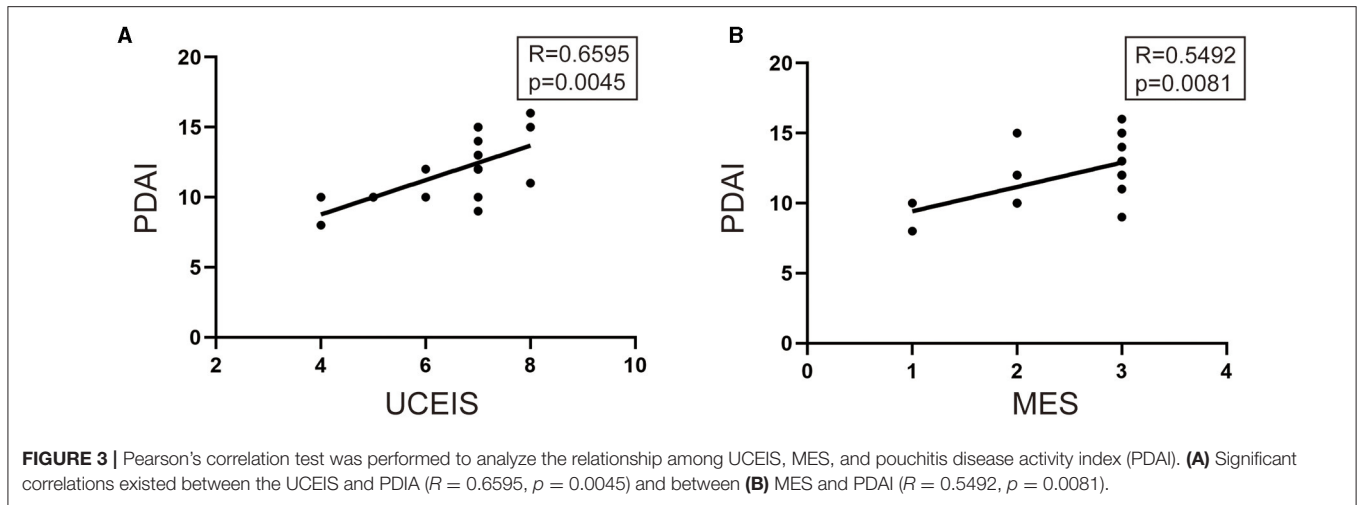 A
R=0.6595
p=0.0045
20
15
10
5
0
PDAI
2 4 6 8 10
UCEIS
B
R=0.5492
p=0.0081
20
15
10
5
0
PDAI
0 1 2 3 4
MES
FIGURE 3 | Pearson's correlation test was performed to analyze the relationship among UCEIS, MES, and pouchitis disease activity index (PDAI). (A) Significant
correlations existed between the UCEIS and PDIA (R = 0.6595, p = 0.0045) and between (B) MES and PDAI (R = 0.5492, p = 0.0081).